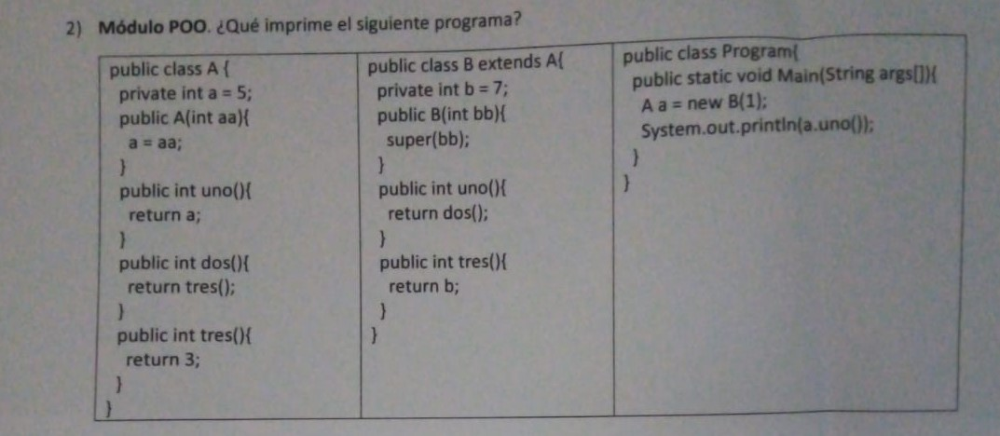 2) Módulo POO. ¿Qué imprime el siguiente programa?
public class A {
private int a = 5;
public A(int aa){
a = aa;
}
public int uno(){
return a;
}
public int dos(){
return tres();
}
public int tres(){
return 3;
}
}
public class B extends A{
private int b = 7;
public B(int bb){
super(bb);
}
public int uno(){
return dos();
}
public int tres(){
return b;
}
}
public class Program{
public static void Main(String args[]){
A a = new B(1);
System.out.println(a.uno());
}
}